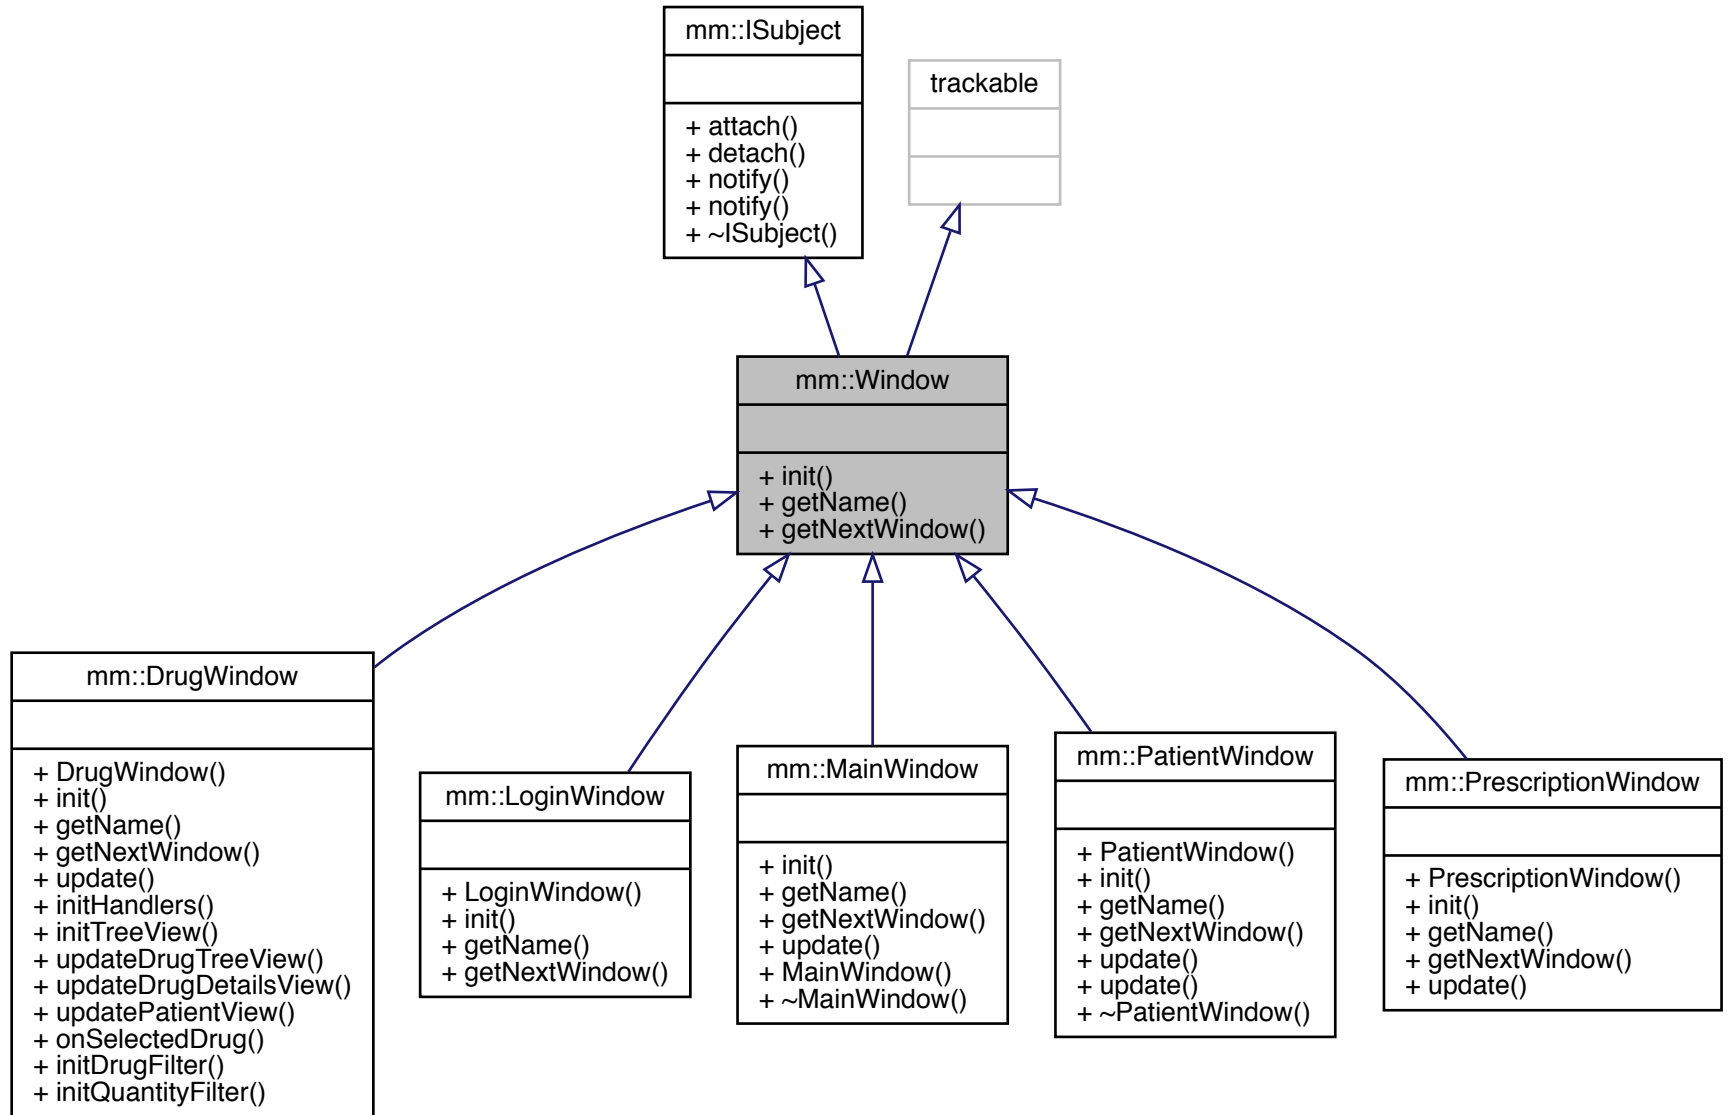 mm::ISubject
+ attach()
+ detach()
+ notify()
+ notify()
+ ~ISubject()
trackable
mm::Window
+ init()
+ getName()
+ getNextWindow()
mm::DrugWindow
+ DrugWindow()
+ init()
+ getName()
+ getNextWindow()
+ update()
+ initHandlers()
+ initTreeView()
+ updateDrugTreeView()
+ updateDrugDetailsView()
+ updatePatientView()
+ onSelectedDrug()
+ initDrugFilter()
+ initQuantityFilter()
mm::LoginWindow
+ LoginWindow()
+ init()
+ getName()
+ getNextWindow()
mm::MainWindow
+ init()
+ getName()
+ getNextWindow()
+ update()
+ MainWindow()
+ ~MainWindow()
mm::PatientWindow
+ PatientWindow()
+ init()
+ getName()
+ getNextWindow()
+ update()
+ update()
+ ~PatientWindow()
mm::PrescriptionWindow
+ PrescriptionWindow()
+ init()
+ getName()
+ getNextWindow()
+ update()